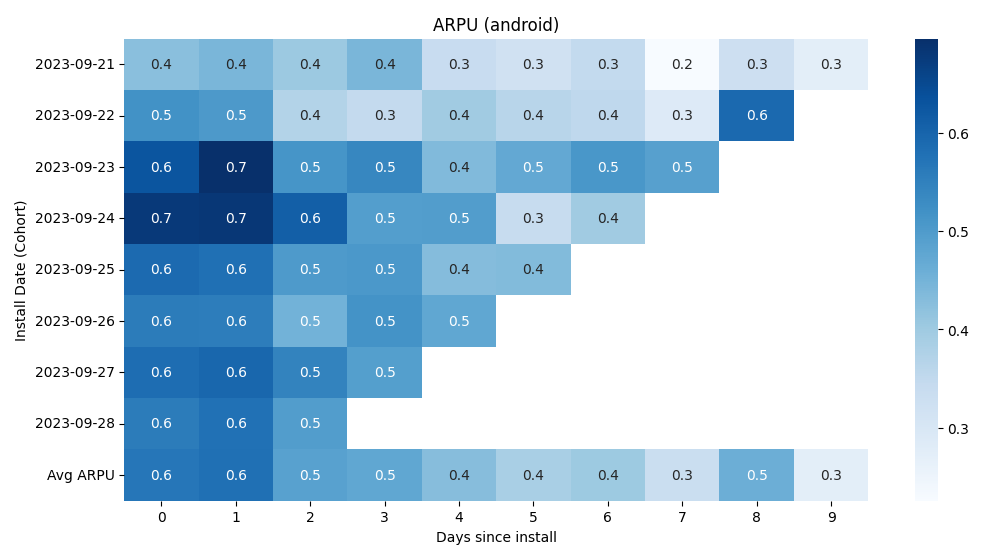 ARPU (android)
Install Date (Cohort)
2023-09-21 0.4 0.4 0.4 0.4 0.3 0.3 0.3 0.2 0.3 0.3
2023-09-22 0.5 0.5 0.4 0.3 0.4 0.4 0.4 0.3 0.6
2023-09-23 0.6 0.7 0.5 0.5 0.4 0.5 0.5 0.5
2023-09-24 0.7 0.7 0.6 0.5 0.5 0.3 0.4
2023-09-25 0.6 0.6 0.5 0.5 0.4 0.4
2023-09-26 0.6 0.6 0.5 0.5 0.5
2023-09-27 0.6 0.6 0.5 0.5
2023-09-28 0.6 0.6 0.5
Avg ARPU 0.6 0.6 0.5 0.5 0.4 0.4 0.4 0.3 0.5 0.3
0 1 2 3 4 5 6 7 8 9
Days since install
0.6
0.5
0.4
0.3